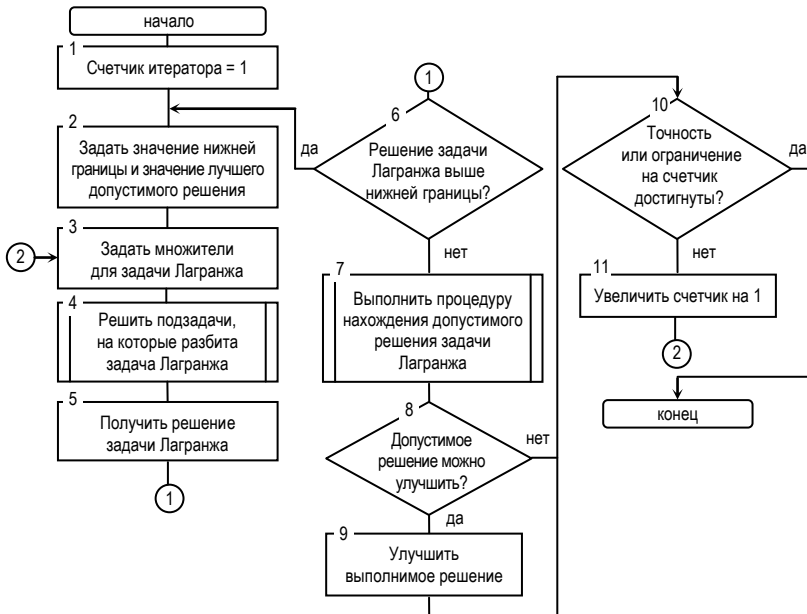 начало
1
Счетчик итератора = 1
2
Задать значение нижней
границы и значение лучшего
допустимого решения
3
2
Задать множители
для задачи Лагранжа
4
Решить подзадачи,
на которые разбита
задача Лагранжа
5
Получить решение
задачи Лагранжа
1
1
6
да
Решение задачи
Лагранжа выше
нижней границы?
нет
7
Выполнить процедуру
нахождения допустимого
решения задачи
Лагранжа
8
нет
Допустимое
решение можно
улучшить?
да
9
Улучшить
выполнимое решение
10
да
Точность
или ограничение
на счетчик
достигнуты?
нет
11
Увеличить счетчик на 1
2
конец